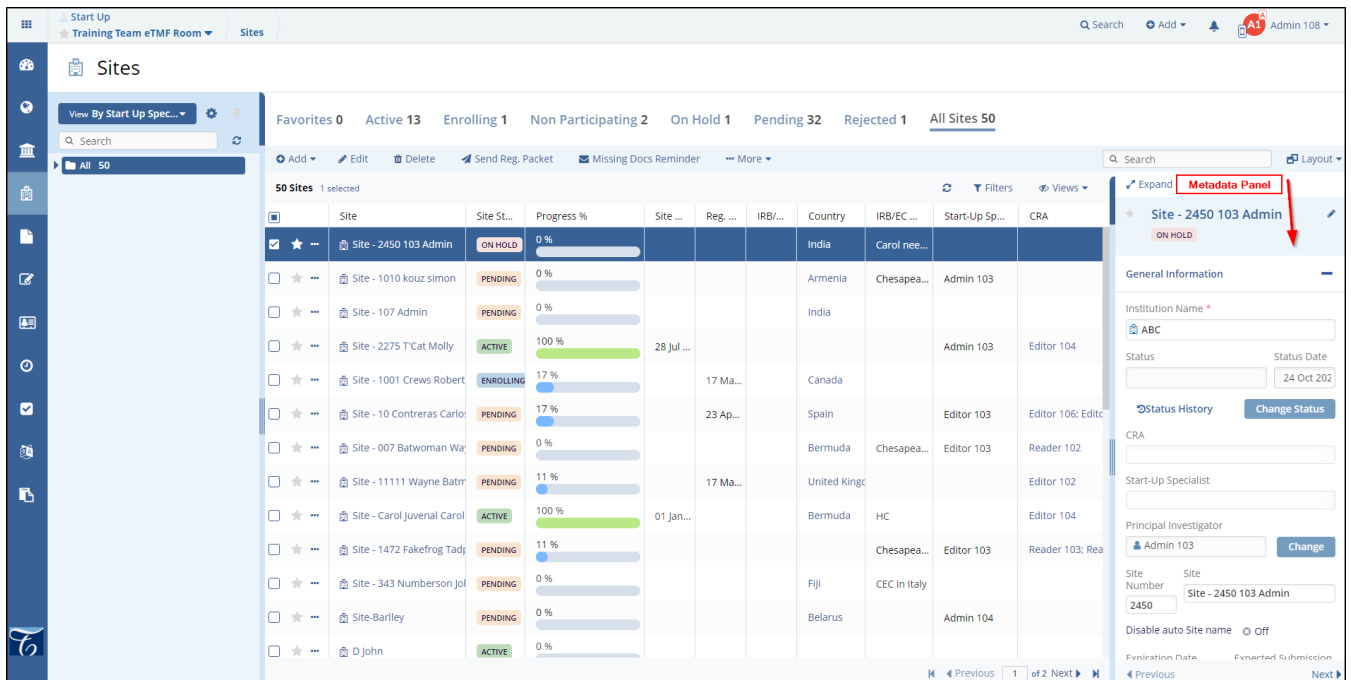 Start Up
Training Team eTMF Room
Sites
Search
Add
A
A1
Admin 108
Sites
View By Start Up Spec...
Search
All 50
Favorites 0
Active 13
Enrolling 1
Non Participating 2
On Hold 1
Pending 32
Rejected 1
All Sites 50
Add
Edit
Delete
Send Reg. Packet
Missing Docs Reminder
More
Search
Layout
50 Sites 1 selected
Filters
Views
Site Site St... Progress % Site ... Reg. ... IRB/... Country IRB/EC ... Start-Up Sp... CRA
Site - 2450 103 Admin ON HOLD 0 % India Carol nee...
Site - 1010 kouz simon PENDING 0 % Armenia Chesapea... Admin 103
Site - 107 Admin PENDING 0 % India
Site - 2275 T'Cat Molly ACTIVE 100 % 28 Jul ... Admin 103 Editor 104
Site - 1001 Crews Robert ENROLLING 17 % 17 Ma... Canada
Site - 10 Contreras Carlo PENDING 17 % 23 Ap... Spain Editor 103 Editor 106; Edito
Site - 007 Batwoman Wa PENDING 0 % Bermuda Chesapea... Editor 103 Reader 102
Site - 11111 Wayne Batm PENDING 11 % 17 Ma... United Kingd Editor 102
Site - Carol Juvenal Carol ACTIVE 100 % 01 Jan... Bermuda HC Editor 104
Site - 1472 Fakefrog Tadp PENDING 11 % Chesapea... Editor 103 Reader 103; Rea
Site - 343 Numberson Jo PENDING 0 % Fiji CEC in Italy
Site-Barlley PENDING 0 % Belarus Admin 104
D John ACTIVE 0 %
Previous 1 of 2 Next
Expand
Metadata Panel
Site - 2450 103 Admin
ON HOLD
General Information
Institution Name *
ABC
Status Status Date
24 Oct 202
Status History Change Status
CRA
Start-Up Specialist
Principal Investigator
Admin 103 Change
Site Number Site
2450 Site - 2450 103 Admin
Disable auto Site name Off
Expiration Date Expected Submission
Previous Next